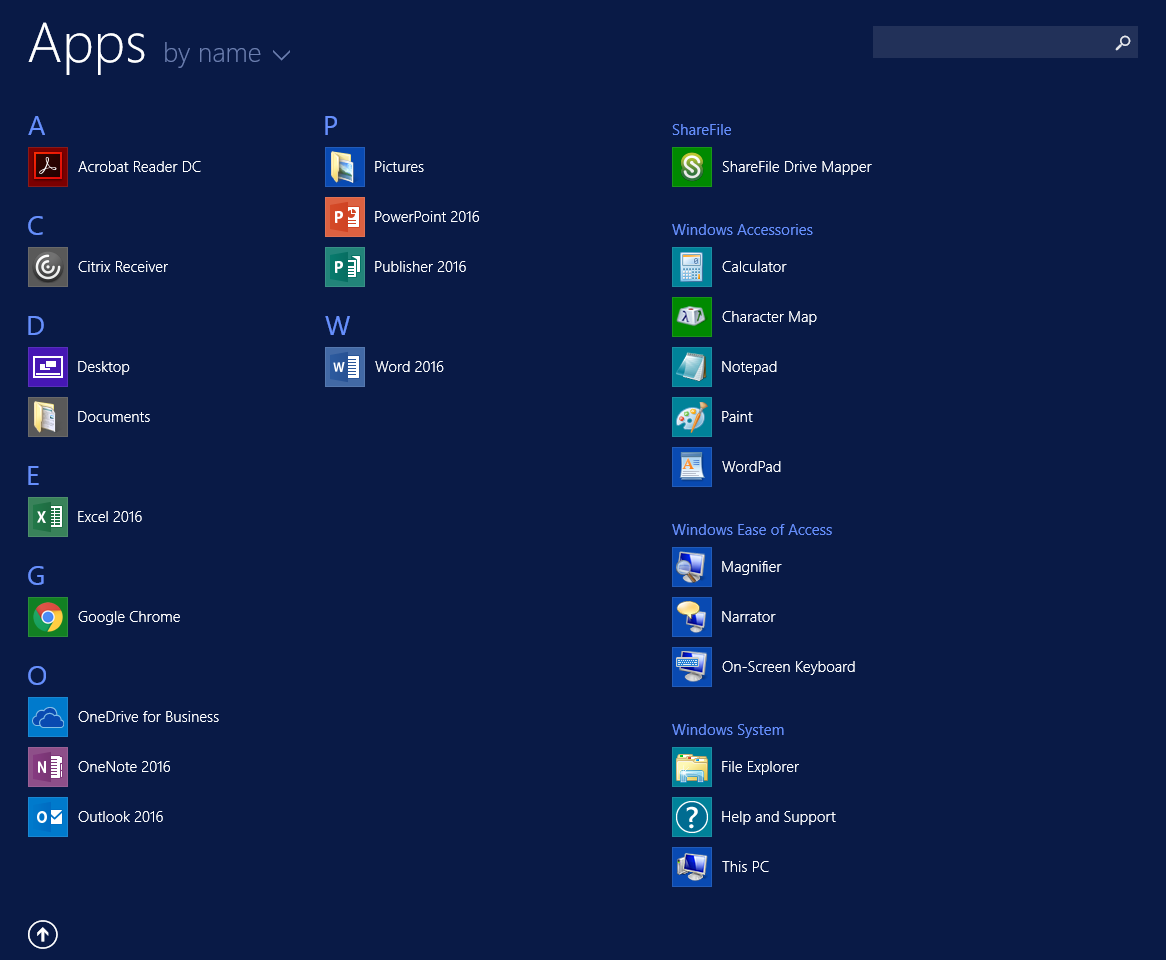 Apps by name
A
Acrobat Reader DC
C
Citrix Receiver
D
Desktop
Documents
E
Excel 2016
G
Google Chrome
O
OneDrive for Business
OneNote 2016
Outlook 2016
P
Pictures
PowerPoint 2016
Publisher 2016
W
Word 2016
ShareFile
ShareFile Drive Mapper
Windows Accessories
Calculator
Character Map
Notepad
Paint
WordPad
Windows Ease of Access
Magnifier
Narrator
On-Screen Keyboard
Windows System
File Explorer
Help and Support
This PC